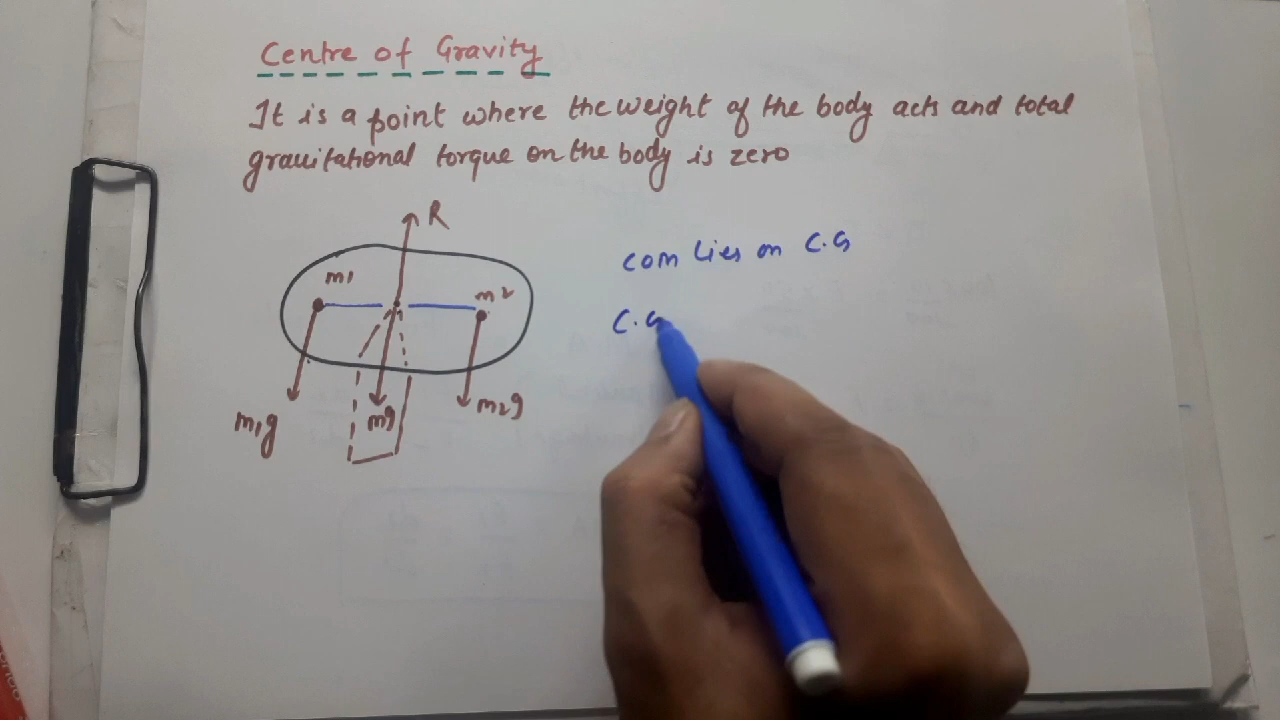 Centre of Gravity
It is a point where the weight of the body acts and total
gravitational torque on the body is zero
R
m1
m2
m1g
mg
m2g
com lies on C.G
C.G